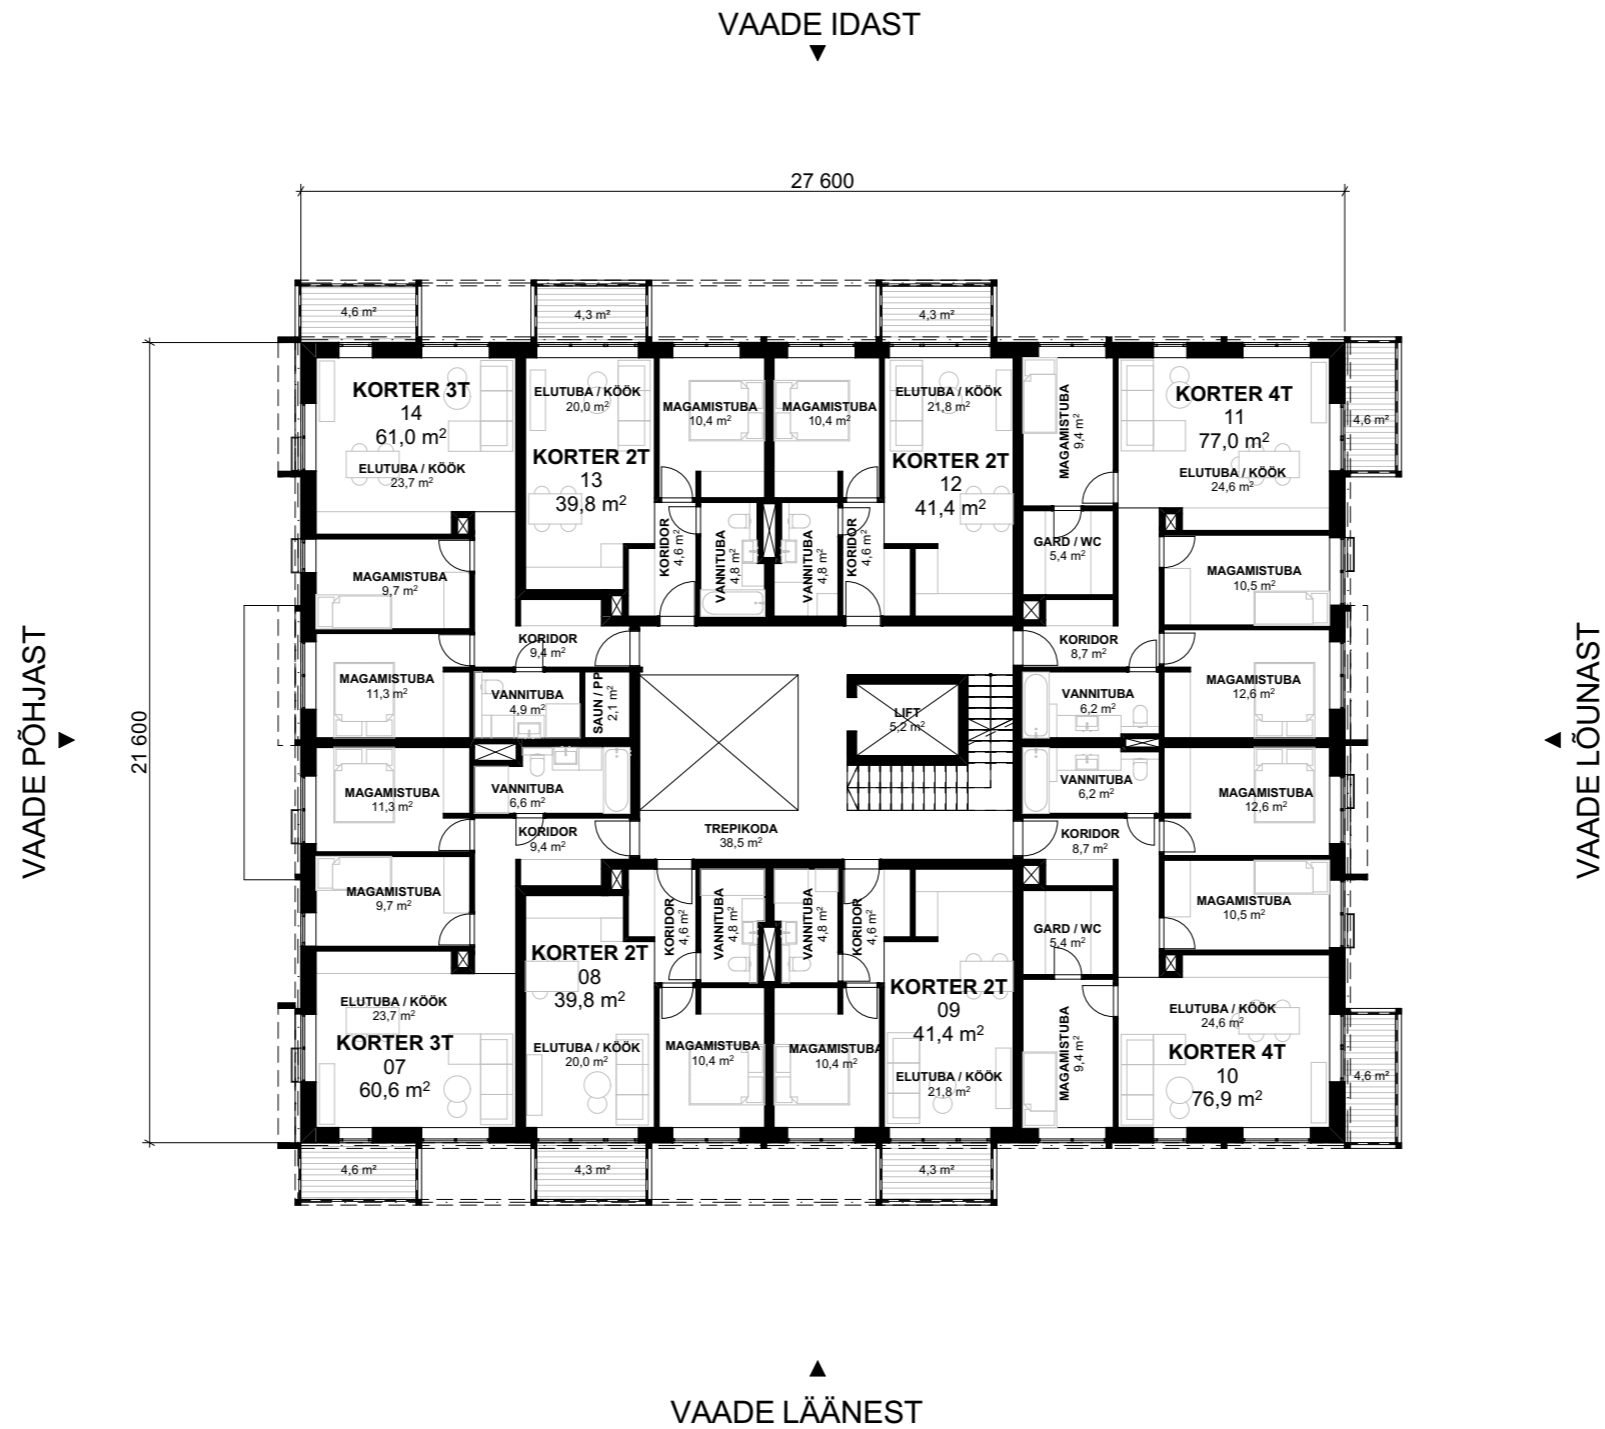 VAADE IDAST
27 600
21 600
VAADE PÕHJAST
VAADE LÕUNAST
4,6 m²
4,3 m²
4,3 m²
4,6 m²
KORTER 3T
14
61,0 m²
ELUTUBA / KÖÖK
23,7 m²
ELUTUBA / KÖÖK
20,0 m²
KORTER 2T
13
39,8 m²
MAGAMISTUBA
10,4 m²
MAGAMISTUBA
10,4 m²
ELUTUBA / KÖÖK
21,8 m²
KORTER 2T
12
41,4 m²
MAGAMISTUBA
9,4 m²
KORTER 4T
11
77,0 m²
ELUTUBA / KÖÖK
24,6 m²
KORIDOR
4,6 m²
VANNITUBA
4,8 m²
VANNITUBA
4,8 m²
KORIDOR
4,6 m²
GARD / WC
5,4 m²
MAGAMISTUBA
9,7 m²
MAGAMISTUBA
10,5 m²
KORIDOR
9,4 m²
KORIDOR
8,7 m²
MAGAMISTUBA
11,3 m²
VANNITUBA
4,9 m²
SAUN / PP
2,1 m²
LIFT
5,2 m²
VANNITUBA
6,2 m²
MAGAMISTUBA
12,6 m²
MAGAMISTUBA
11,3 m²
VANNITUBA
6,6 m²
VANNITUBA
6,2 m²
MAGAMISTUBA
12,6 m²
KORIDOR
9,4 m²
TREPIKODA
38,5 m²
KORIDOR
8,7 m²
MAGAMISTUBA
9,7 m²
MAGAMISTUBA
10,5 m²
KORIDOR
4,6 m²
VANNITUBA
4,8 m²
VANNITUBA
4,8 m²
KORIDOR
4,6 m²
GARD / WC
5,4 m²
KORTER 2T
08
39,8 m²
ELUTUBA / KÖÖK
20,0 m²
ELUTUBA / KÖÖK
23,7 m²
KORTER 3T
07
60,6 m²
MAGAMISTUBA
10,4 m²
MAGAMISTUBA
10,4 m²
KORTER 2T
09
41,4 m²
ELUTUBA / KÖÖK
21,8 m²
MAGAMISTUBA
9,4 m²
ELUTUBA / KÖÖK
24,6 m²
KORTER 4T
10
76,9 m²
4,6 m²
4,6 m²
4,3 m²
4,3 m²
VAADE LÄÄNEST